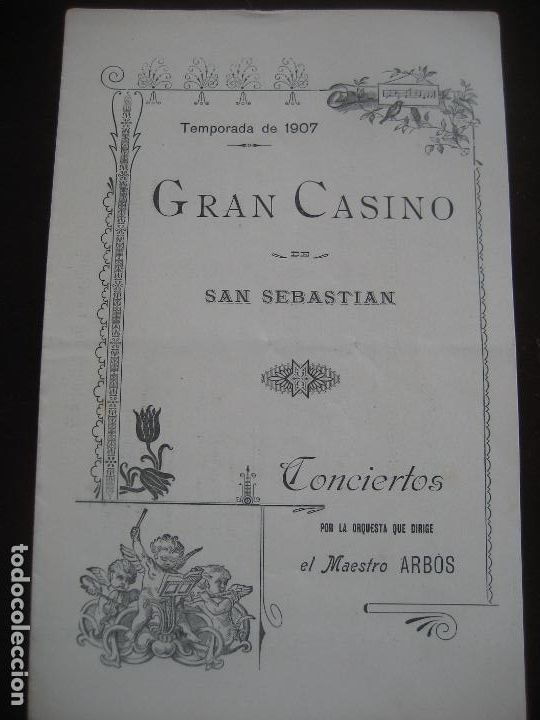 Temporada de 1907
GRAN CASINO
DE
SAN SEBASTIAN
Conciertos
POR LA ORQUESTA QUE DIRIGE
el Maestro ARBÓS
todocoleccion